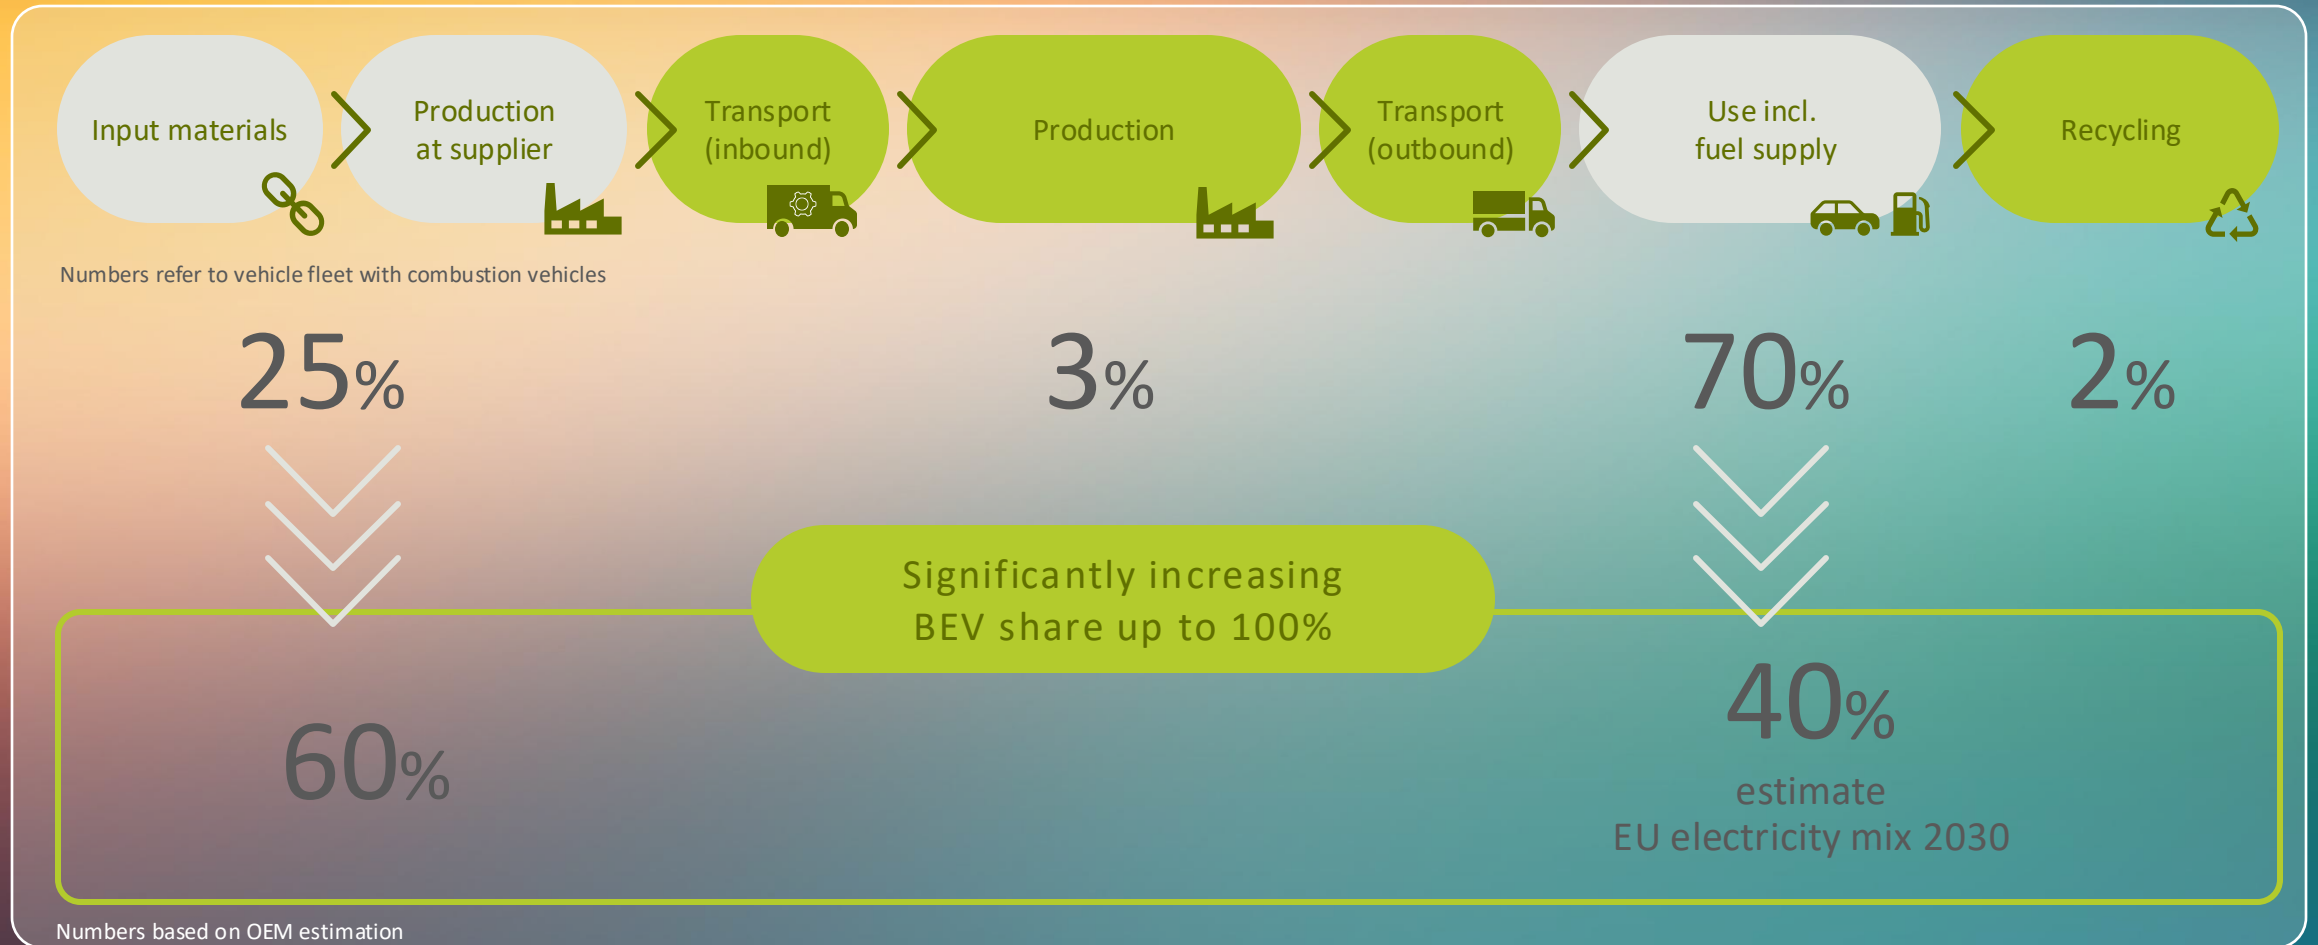 Input materials
Production
at supplier
Transport
(inbound)
Production
Transport
(outbound)
Use incl.
fuel supply
Recycling
Numbers refer to vehicle fleet with combustion vehicles
25%
3%
70%
2%
Significantly increasing
BEV share up to 100%
60%
40%
estimate
EU electricity mix 2030
Numbers based on OEM estimation